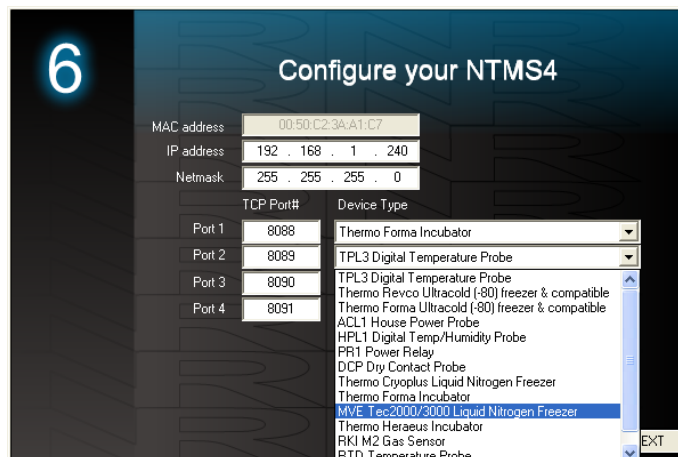 6
Configure your NTMS4
MAC address 00:50:C2:3A:A1:C7
IP address 192 . 168 . 1 . 240
Netmask 255 . 255 . 255 . 0
TCP Port# Device Type
Port 1 8088 Thermo Forma Incubator
Port 2 8089 TPL3 Digital Temperature Probe
Port 3 8090
Port 4 8091
TPL3 Digital Temperature Probe
Thermo Revco Ultracold (-80) freezer & compatible
Thermo Forma Ultracold (-80) freezer & compatible
ACL1 House Power Probe
HPL1 Digital Temp/Humidity Probe
PR1 Power Relay
DCP Dry Contact Probe
Thermo Cryoplus Liquid Nitrogen Freezer
Thermo Forma Incubator
MVE Tec2000/3000 Liquid Nitrogen Freezer
Thermo Heraeus Incubator
RKI M2 Gas Sensor
RTD Temperature Probe
EXT